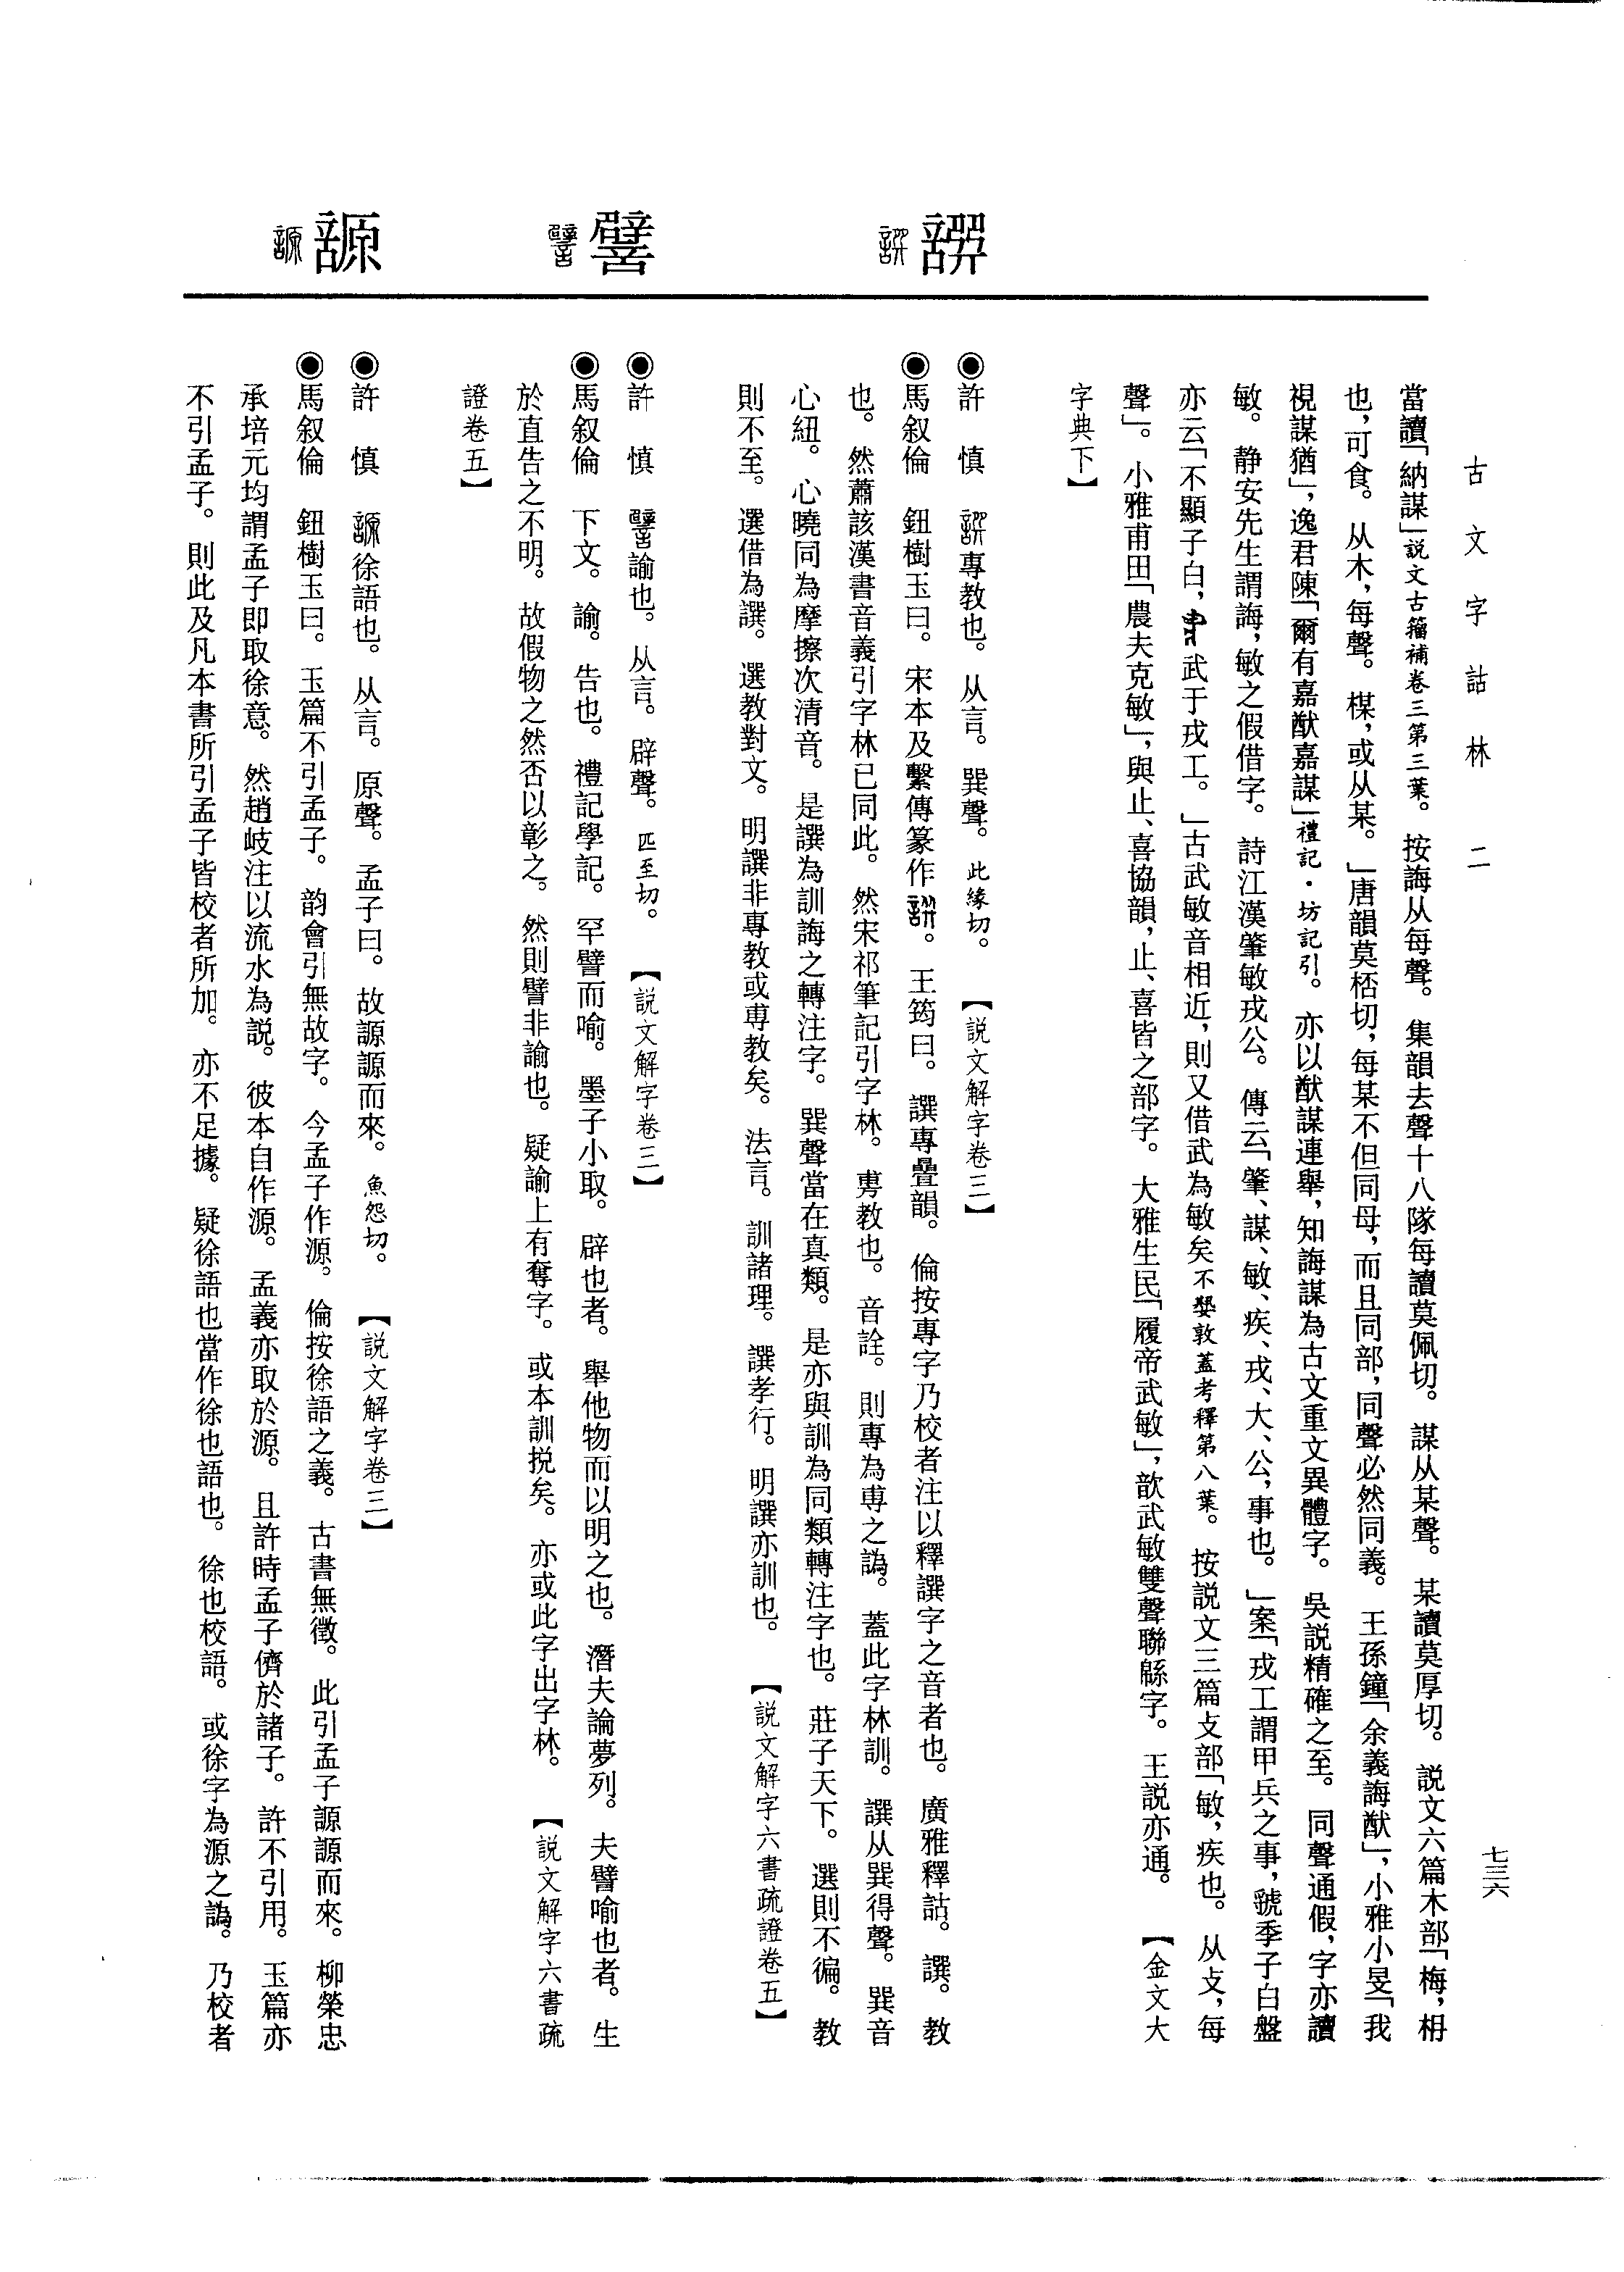 古文字詁林 二
七三六
當讀「納謀」説文古籀補卷三第三葉。按誨从每聲。集韻去聲十八隊每讀莫佩切。謀从某聲。某讀莫厚切。説文六篇木部「梅，枏
也，可食。从木，每聲。楳，或从某。」唐韻莫桮切，每某不但同母，而且同部，同聲必然同義。王孫鐘「余義誨猷」，小雅小旻「我
視謀猶」，逸君陳「爾有嘉猷嘉謀」禮記·坊記引。亦以猷謀連舉，知誨謀為古文重文異體字。吳説精確之至。同聲通假，字亦讀
敏。静安先生謂誨，敏之假借字。詩江漢肇敏戎公。傳云「肇、謀、敏、疾、戎、大、公，事也。」案「戎工謂甲兵之事，虢季子白盤
亦云「不顯子白，武于戎工。」古武敏音相近，則又借武為敏矣不𡢁敦蓋考釋第八葉。按説文三篇攴部「敏，疾也。从攴，每
聲」。小雅甫田「農夫克敏」，與止、喜協韻，止、喜皆之部字。大雅生民「履帝武敏」，歆武敏雙聲聯緜字。王説亦通。【金文大
字典下】
譔
◉許　慎　譔專教也。从言。巽聲。此緣切。【説文解字卷三】
◉馬叙倫　鈕樹玉曰。宋本及繫傳篆作譔。王筠曰。譔專疊韻。倫按專字乃校者注以釋譔字之音者也。廣雅釋詁。譔。教
也。然蕭該漢書音義引字林已同此。然宋祁筆記引字林。專教也。音詮。則專為專之譌。蓋此字林訓。譔从巽得聲。巽音
心紐。心曉同為摩擦次清音。是譔為訓誨之轉注字。巽聲當在真類。是亦與訓為同類轉注字也。莊子天下。選則不徧。教
則不至。選借為譔。選教對文。明譔非專教或専教矣。法言。訓諸理。譔孝行。明譔亦訓也。【説文解字六書疏證卷五】
譬
◉許　慎　譬諭也。从言。辟聲。匹至切。【説文解字卷三】
◉馬叙倫　下文。諭。告也。禮記學記。罕譬而喻。墨子小取。辟也者。舉他物而以明之也。潛夫論夢列。夫譬喻也者。生
於直告之不明。故假物之然否以彰之。然則譬非諭也。疑諭上有奪字。或本訓捝矣。亦或此字出字林。【説文解字六書疏
證卷五】
謜
◉許　慎　謜徐語也。从言。原聲。孟子曰。故謜謜而來。魚怨切。【説文解字卷三】
◉馬叙倫　鈕樹玉曰。玉篇不引孟子。韵會引無故字。今孟子作源。倫按徐語之義。古書無徵。此引孟子謜謜而來。柳榮忠
承培元均謂孟子即取徐意。然趙岐注以流水為説。彼本自作源。孟義亦取於源。且許時孟子儕於諸子。許不引用。玉篇亦
不引孟子。則此及凡本書所引孟子皆校者所加。亦不足據。疑徐語也當作徐也語也。徐也校語。或徐字為源之譌。乃校者